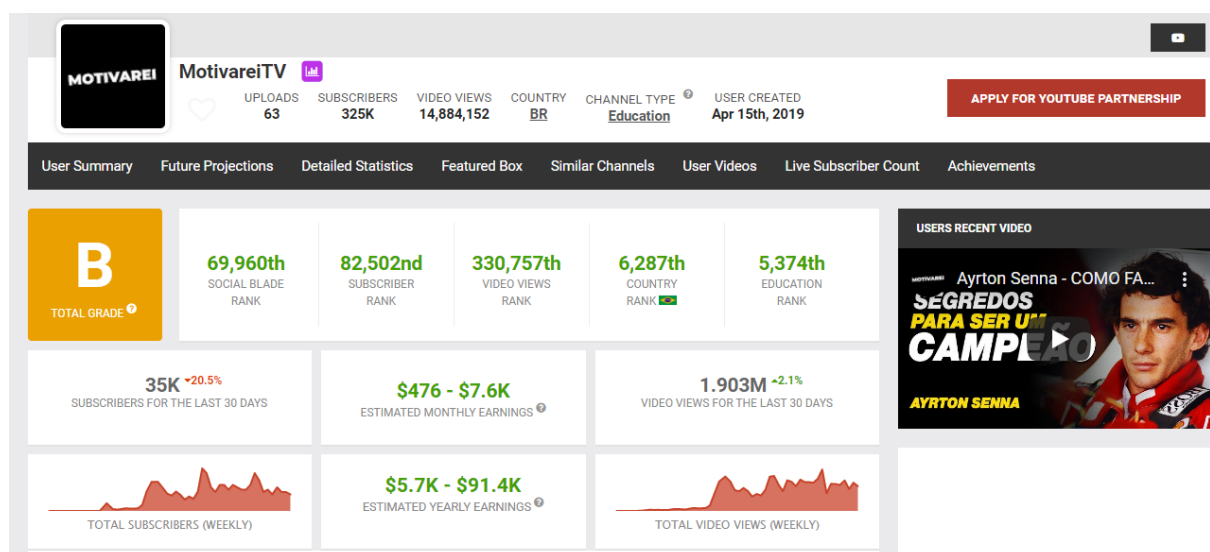 MOTIVAREI
MotivareiTV
UPLOADS
63
SUBSCRIBERS
325K
VIDEO VIEWS
14,884,152
COUNTRY
BR
CHANNEL TYPE ?
Education
USER CREATED
Apr 15th, 2019
APPLY FOR YOUTUBE PARTNERSHIP
User Summary Future Projections Detailed Statistics Featured Box Similar Channels User Videos Live Subscriber Count Achievements
B
TOTAL GRADE ?
69,960th
SOCIAL BLADE
RANK
82,502nd
SUBSCRIBER
RANK
330,757th
VIDEO VIEWS
RANK
6,287th
COUNTRY
RANK
5,374th
EDUCATION
RANK
USERS RECENT VIDEO
MOTIVAREI Ayrton Senna - COMO FA...
SEGREDOS
PARA SER UM
CAMPEÃO
AYRTON SENNA
35K -20.5%
SUBSCRIBERS FOR THE LAST 30 DAYS
$476 - $7.6K
ESTIMATED MONTHLY EARNINGS ?
1.903M 2.1%
VIDEO VIEWS FOR THE LAST 30 DAYS
TOTAL SUBSCRIBERS (WEEKLY)
$5.7K - $91.4K
ESTIMATED YEARLY EARNINGS ?
TOTAL VIDEO VIEWS (WEEKLY)